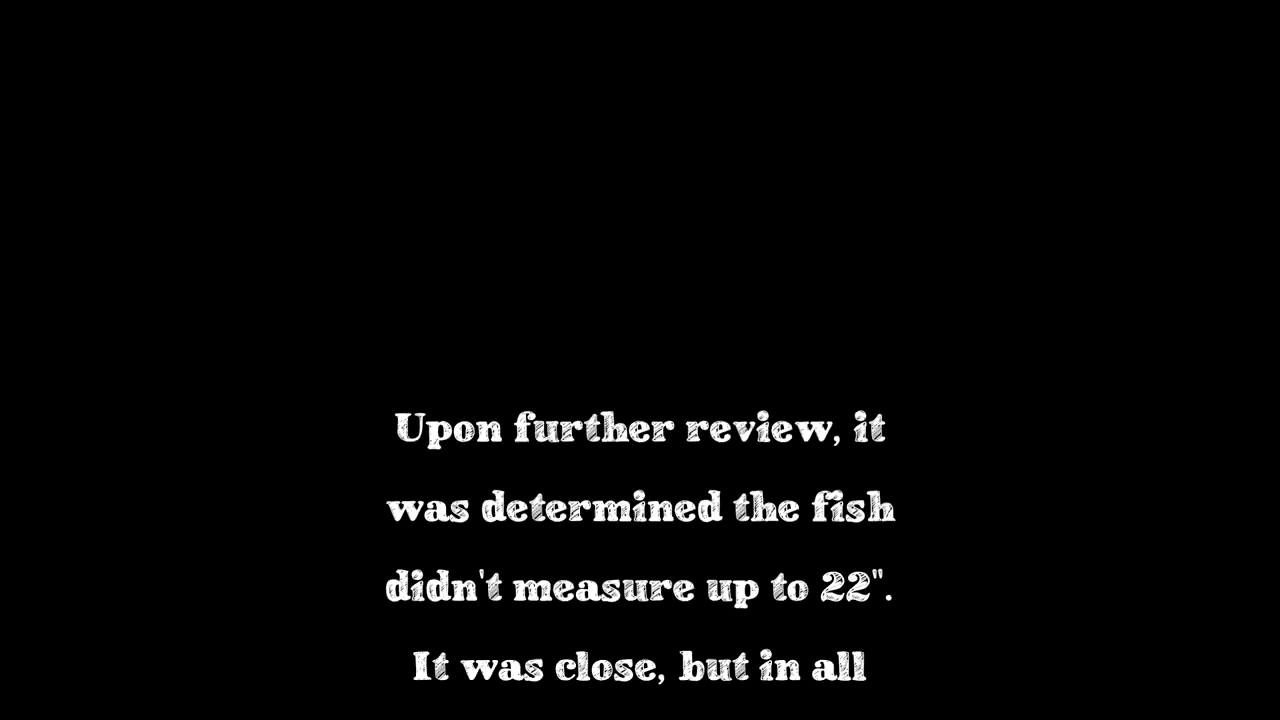 Upon further review, it
was determined the fish
didn't measure up to 22".
It was close, but in all